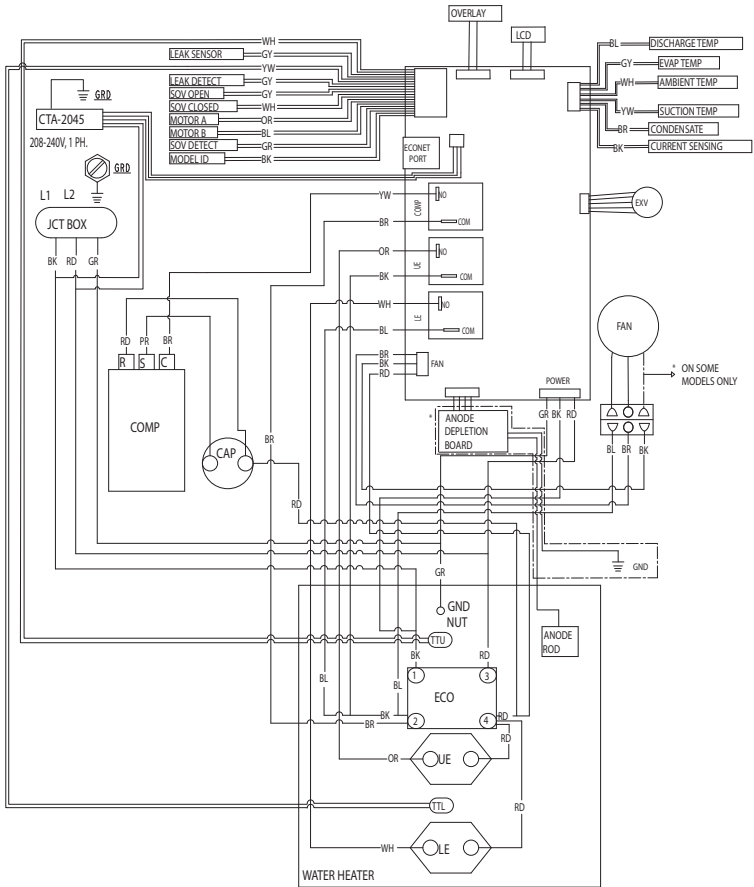 OVERLAY
LCD
WH
LEAK SENSOR GY
YW
LEAK DETECT GY
SOV OPEN GY
SOV CLOSED WH
MOTOR A OR
MOTOR B BL
SOV DETECT GR
MODEL ID BK
BL DISCHARGE TEMP
GY EVAP TEMP
WH AMBIENT TEMP
YW SUCTION TEMP
BR CONDENSATE
BK CURRENT SENSING
GRD
CTA-2045
208-240V, 1 PH.
GRD
L1 L2
JCT BOX
BK RD GR
ECONET
PORT
YW NO
COMP
BR COM
OR NO
UE
BK COM
WH NO
LE
BL COM
BR
BK
RD
FAN
EXV
FAN
* ON SOME
MODELS ONLY
BL BR BK
POWER
GR BK RD
*
ANODE
DEPLETION
BOARD
RD PR BR
R S C
COMP
CAP
BR
RD
GR
GND
GND
NUT
TTU
ANODE
ROD
BK RD
1 3
ECO
2 4
BL
BL
BK
BR
RD
RD
OR
UE
TTL
RD
WH
LE
WATER HEATER